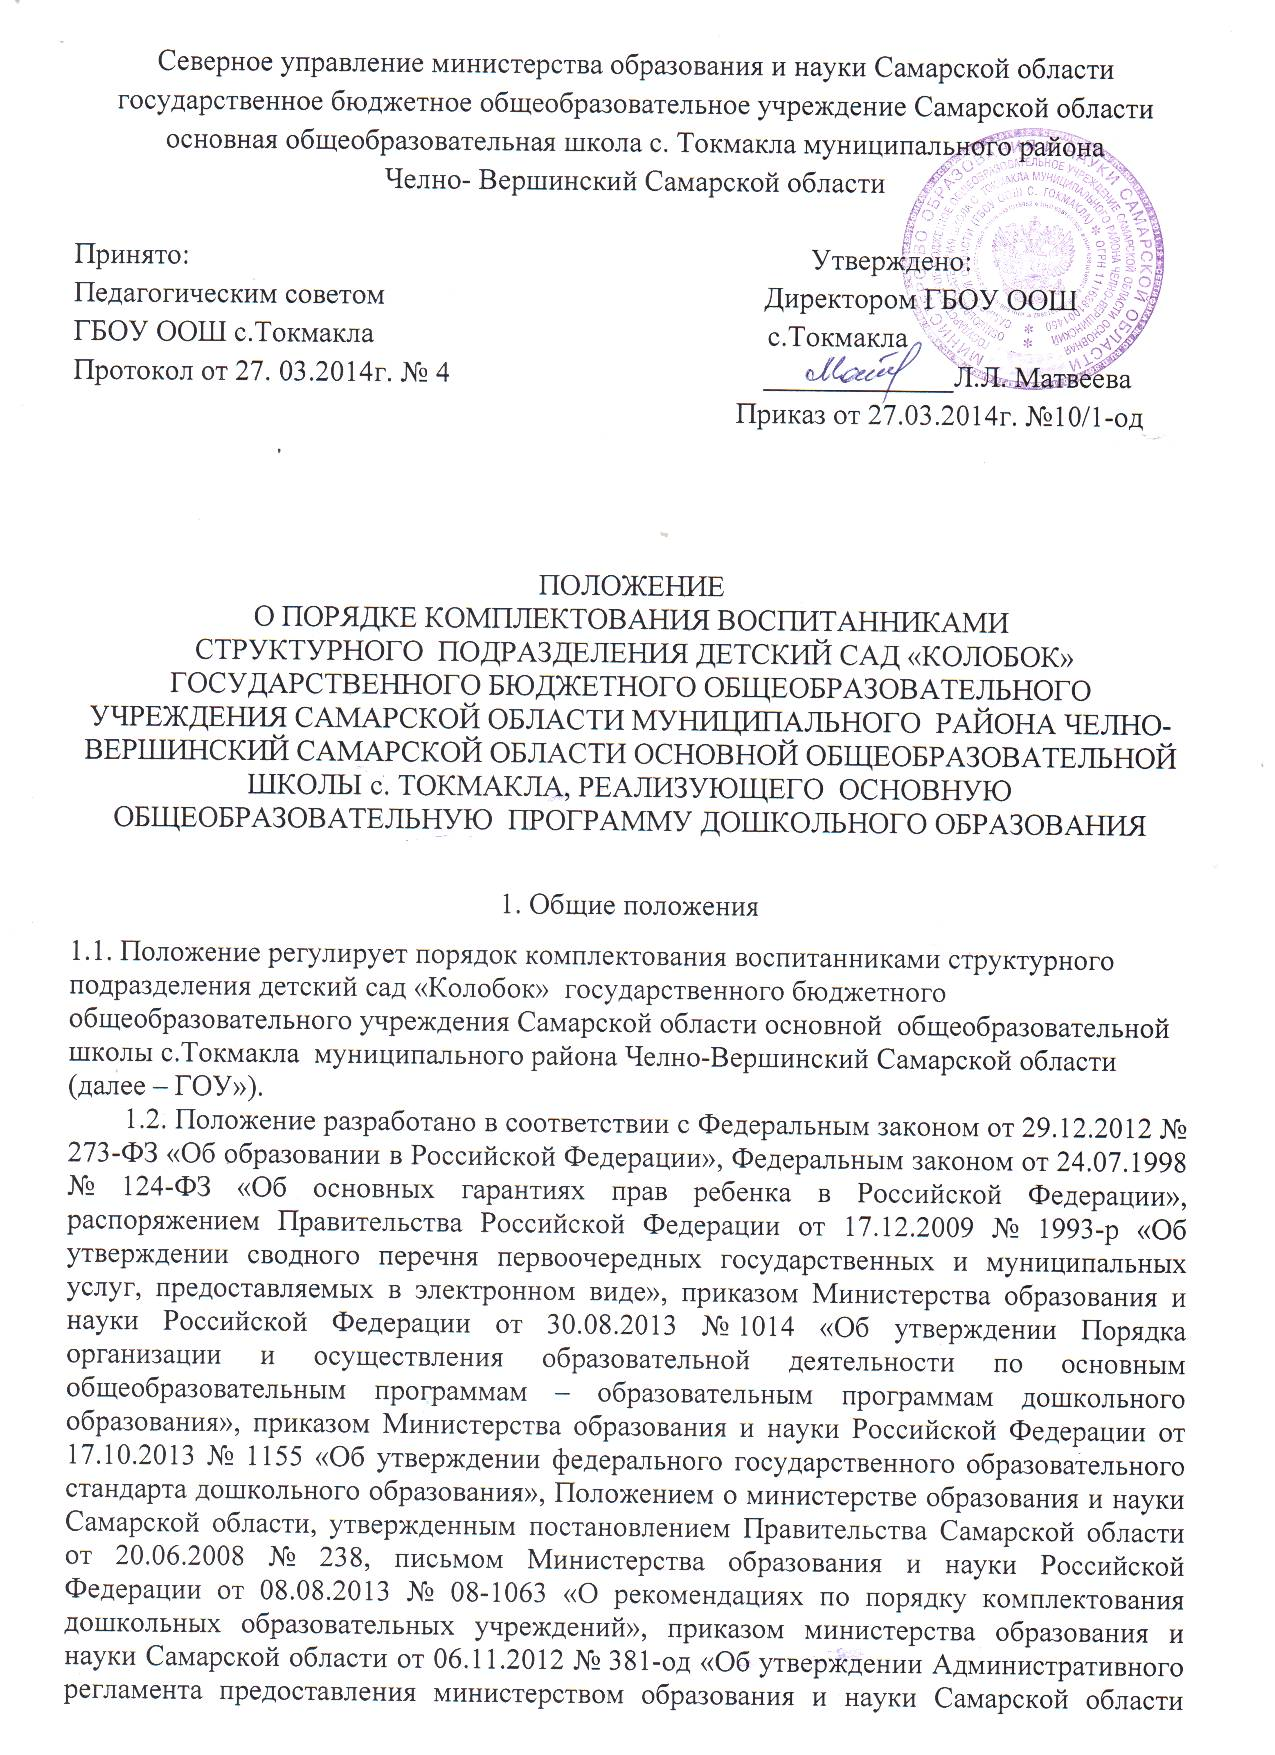 Северное управление министерства образования и науки Самарской области
государственное бюджетное общеобразовательное учреждение Самарской области
основная общеобразовательная школа с. Токмакла муниципального района
Челно- Вершинский Самарской области
Принято:
Педагогическим советом
ГБОУ ООШ с.Токмакла
Протокол от 27. 03.2014г. № 4
Утверждено:
Директором ГБОУ ООШ
с.Токмакла
______________Л.Л. Матвеева
Приказ от 27.03.2014г. №10/1-од
ПОЛОЖЕНИЕ
О ПОРЯДКЕ КОМПЛЕКТОВАНИЯ ВОСПИТАННИКАМИ
СТРУКТУРНОГО ПОДРАЗДЕЛЕНИЯ ДЕТСКИЙ САД «КОЛОБОК»
ГОСУДАРСТВЕННОГО БЮДЖЕТНОГО ОБЩЕОБРАЗОВАТЕЛЬНОГО
УЧРЕЖДЕНИЯ САМАРСКОЙ ОБЛАСТИ МУНИЦИПАЛЬНОГО РАЙОНА ЧЕЛНО-
ВЕРШИНСКИЙ САМАРСКОЙ ОБЛАСТИ ОСНОВНОЙ ОБЩЕОБРАЗОВАТЕЛЬНОЙ
ШКОЛЫ с. ТОКМАКЛА, РЕАЛИЗУЮЩЕГО ОСНОВНУЮ
ОБЩЕОБРАЗОВАТЕЛЬНУЮ ПРОГРАММУ ДОШКОЛЬНОГО ОБРАЗОВАНИЯ
1. Общие положения
1.1. Положение регулирует порядок комплектования воспитанниками структурного
подразделения детский сад «Колобок» государственного бюджетного
общеобразовательного учреждения Самарской области основной общеобразовательной
школы с.Токмакла муниципального района Челно-Вершинский Самарской области
(далее – ГОУ»).
1.2. Положение разработано в соответствии с Федеральным законом от 29.12.2012 №
273-ФЗ «Об образовании в Российской Федерации», Федеральным законом от 24.07.1998
№ 124-ФЗ «Об основных гарантиях прав ребенка в Российской Федерации»,
распоряжением Правительства Российской Федерации от 17.12.2009 № 1993-р «Об
утверждении сводного перечня первоочередных государственных и муниципальных
услуг, предоставляемых в электронном виде», приказом Министерства образования и
науки Российской Федерации от 30.08.2013 № 1014 «Об утверждении Порядка
организации и осуществления образовательной деятельности по основным
общеобразовательным программам – образовательным программам дошкольного
образования», приказом Министерства образования и науки Российской Федерации от
17.10.2013 № 1155 «Об утверждении федерального государственного образовательного
стандарта дошкольного образования», Положением о министерстве образования и науки
Самарской области, утвержденным постановлением Правительства Самарской области
от 20.06.2008 № 238, письмом Министерства образования и науки Российской
Федерации от 08.08.2013 № 08-1063 «О рекомендациях по порядку комплектования
дошкольных образовательных учреждений», приказом министерства образования и
науки Самарской области от 06.11.2012 № 381-од «Об утверждении Административного
регламента предоставления министерством образования и науки Самарской области